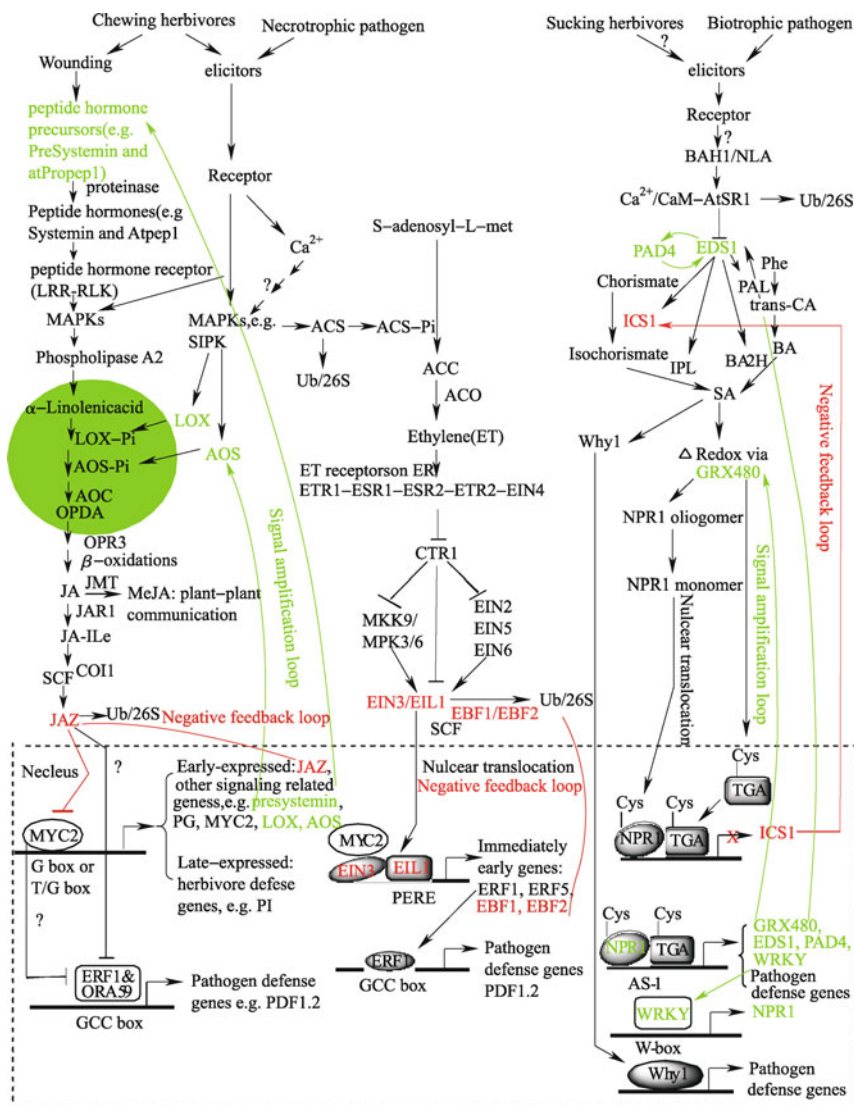 Chewing herbivores
Necrotrophic pathogen
Wounding
elicitors
peptide hormone
precursors(e.g.
PreSystemin and
atPropep1)
proteinase
Peptide hormones(e.g
Systemin and Atpep1
peptide hormone receptor
(LRR-RLK)
MAPKs
Phospholipase A2
α-Linolenicacid
LOX-Pi
AOS-Pi
AOC
OPDA
OPR3
β-oxidations
JA
JMT
MeJA: plant-plant
communication
JAR1
JA-ILe
SCF
COI1
JAZ
Ub/26S
Negative feedback loop
Receptor
Ca2+
?
MAPKs,e.g.
SIPK
LOX
AOS
ACS
ACS-Pi
Ub/26S
Signal amplification loop
S-adenosyl-L-met
ACC
ACO
Ethylene(ET)
ET receptorson ER
ETR1-ESR1-ESR2-ETR2-EIN4
CTR1
MKK9/
MPK3/6
EIN2
EIN5
EIN6
EIN3/EIL1
EBF1/EBF2
Ub/26S
SCF
Sucking herbivores
Biotrophic pathogen
?
elicitors
Receptor
?
BAH1/NLA
Ca2+/CaM-AtSR1
Ub/26S
PAD4
EDS1
Phe
PAL
trans-CA
Chorismate
ICS1
Isochorismate
IPL
BA2H
BA
SA
Why1
△ Redox via
GRX480
NPR1 oliogomer
NPR1 monomer
Nulcear translocation
Signal amplification loop
Negative feedback loop
Necleus
?
MYC2
G box or
T/G box
?
ERF1&
ORA59
GCC box
Early-expressed:JAZ,
other signaling related
geness,e.g. presystemin,
PG, MYC2, LOX, AOS
Late-expressed:
herbivore defese
genes, e.g. PI
Pathogen defense
genes e.g. PDF1.2
Nulcear translocation
Negative feedback loop
MYC2
EIN3
EIL1
PERE
Immediately
early genes:
ERF1, ERF5,
EBF1, EBF2
ERF
GCC box
Pathogen
defense genes
PDF1.2
Cys
TGA
Cys
NPR
Cys
TGA
X
ICS1
Cys
NPR
Cys
TGA
AS-1
GRX480,
EDS1, PAD4,
WRKY
Pathogen
defense genes
WRKY
NPR1
W-box
Why1
Pathogen
defense genes